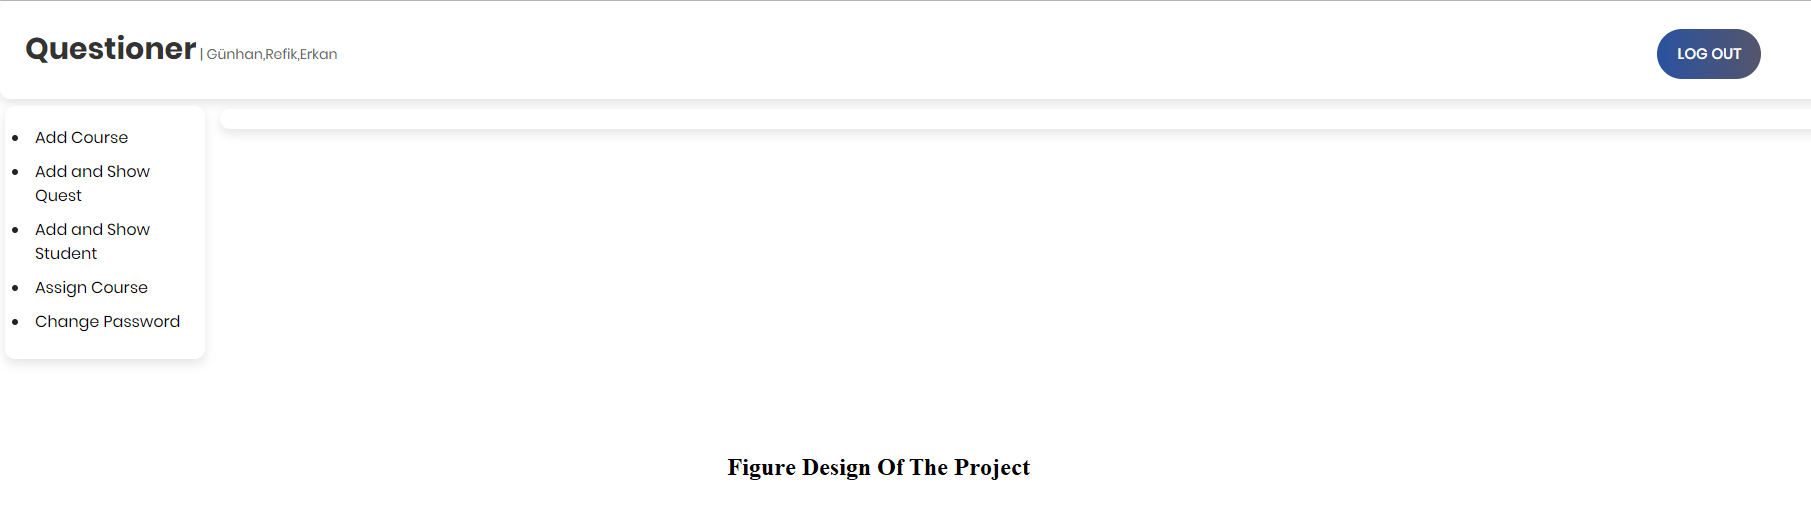 Questioner | Günhan,Refik,Erkan
LOG OUT
Add Course
Add and Show
Quest
Add and Show
Student
Assign Course
Change Password
Figure Design Of The Project